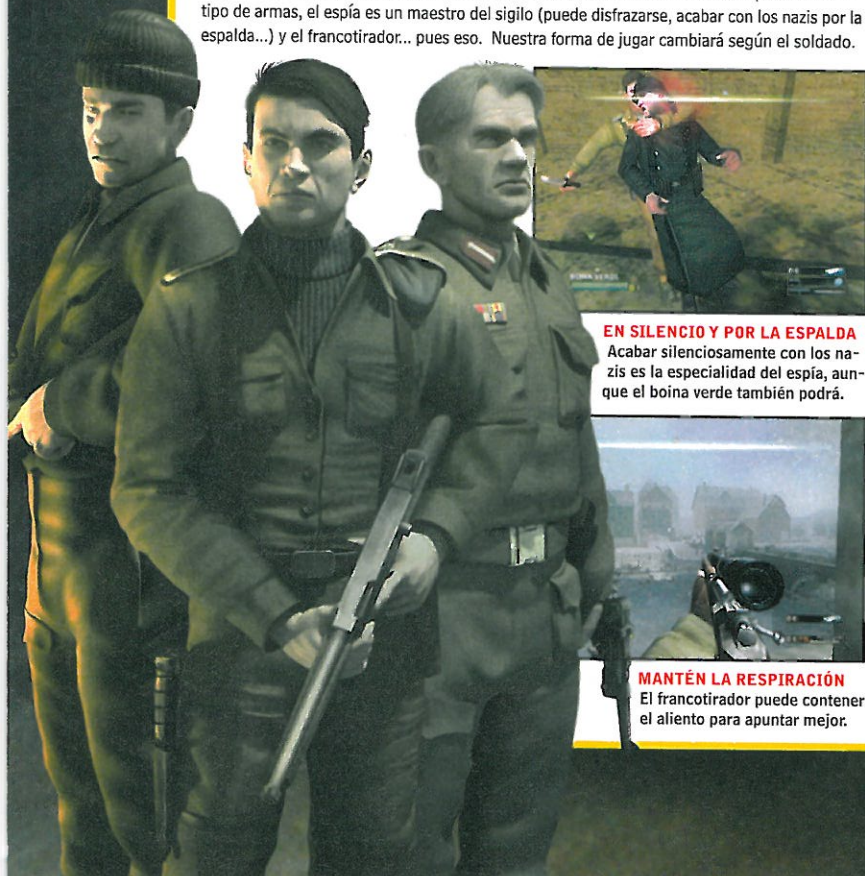 tipo de armas, el espía es un maestro del sigilo (puede disfrazarse, acabar con los nazis por la
espalda...) y el francotirador... pues eso. Nuestra forma de jugar cambiará según el soldado.
BOINA VERDE
EN SILENCIO Y POR LA ESPALDA
Acabar silenciosamente con los na-
zis es la especialidad del espía, aun-
que el boina verde también podrá.
MANTÉN LA RESPIRACIÓN
El francotirador puede contener
el aliento para apuntar mejor.